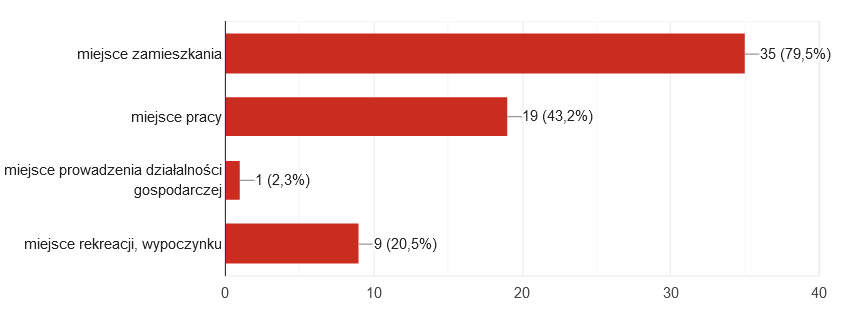 miejsce zamieszkania
35 (79,5%)
miejsce pracy
19 (43,2%)
miejsce prowadzenia działalności
gospodarczej
1 (2,3%)
miejsce rekreacji, wypoczynku
9 (20,5%)
0
10
20
30
40